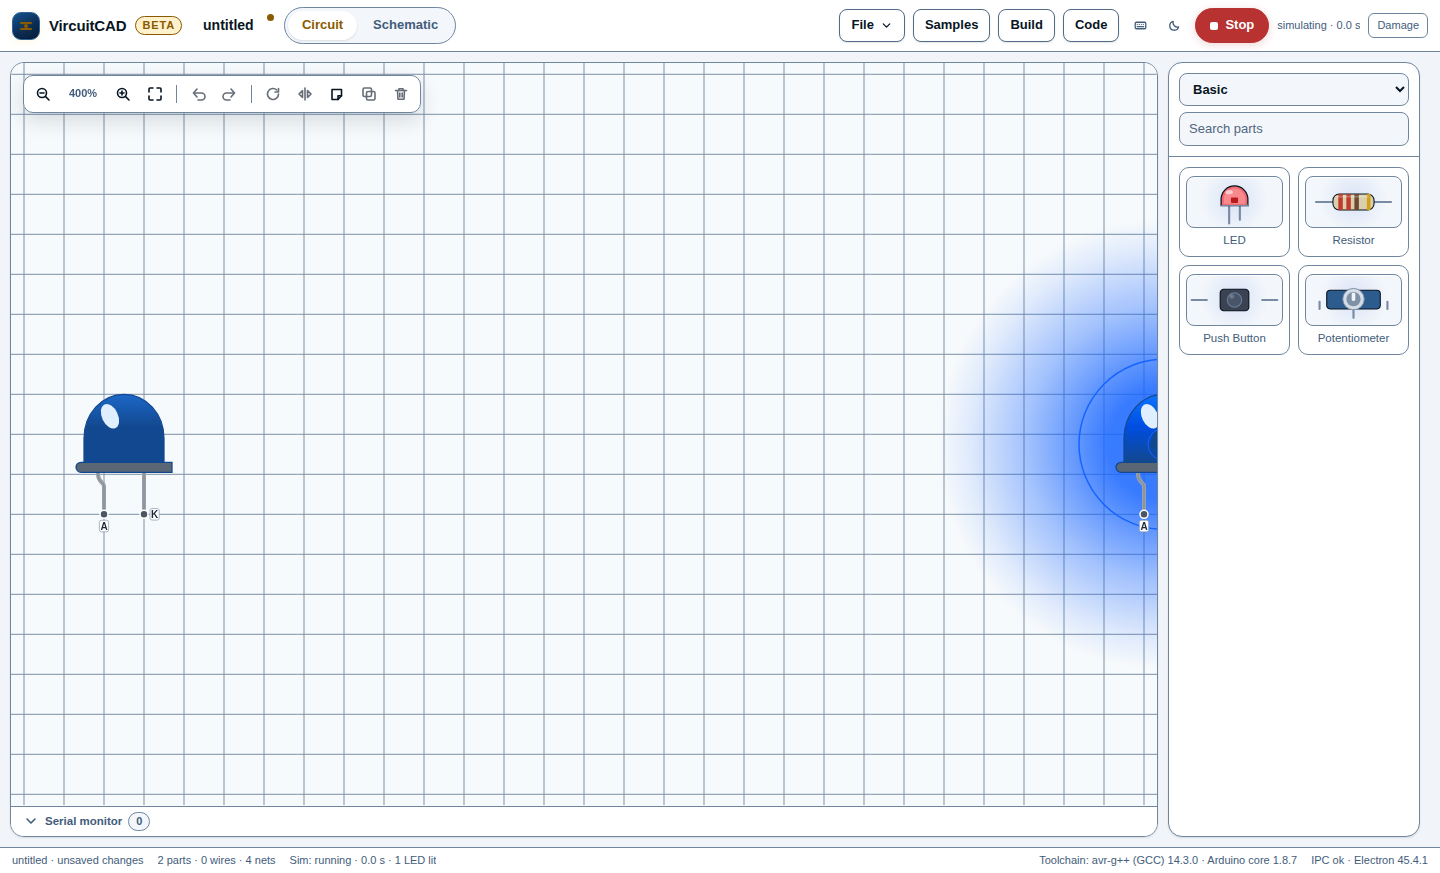 VircuitCAD BETA untitled Circuit Schematic File Samples Build Code Stop simulating · 0.0 s Damage
400%
Basic
Search parts
LED Resistor
Push Button Potentiometer
A K
A
Serial monitor 0
untitled · unsaved changes 2 parts · 0 wires · 4 nets Sim: running · 0.0 s · 1 LED lit Toolchain: avr-g++ (GCC) 14.3.0 · Arduino core 1.8.7 IPC ok · Electron 45.4.1